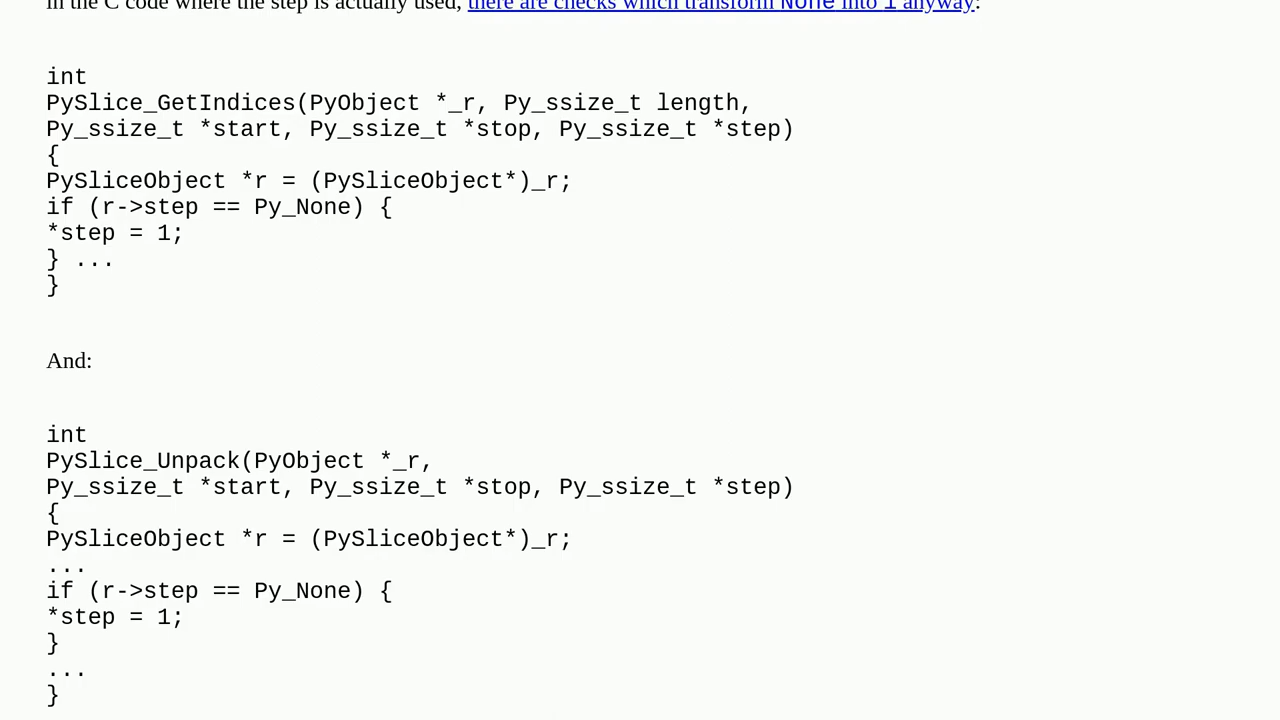 in the C code where the step is actually used, there are checks which transform None into 1 anyway:
int
PySlice_GetIndices(PyObject *_r, Py_ssize_t length,
Py_ssize_t *start, Py_ssize_t *stop, Py_ssize_t *step)
{
PySliceObject *r = (PySliceObject*)_r;
if (r->step == Py_None) {
*step = 1;
} ...
}
And:
int
PySlice_Unpack(PyObject *_r,
Py_ssize_t *start, Py_ssize_t *stop, Py_ssize_t *step)
{
PySliceObject *r = (PySliceObject*)_r;
...
if (r->step == Py_None) {
*step = 1;
}
...
}